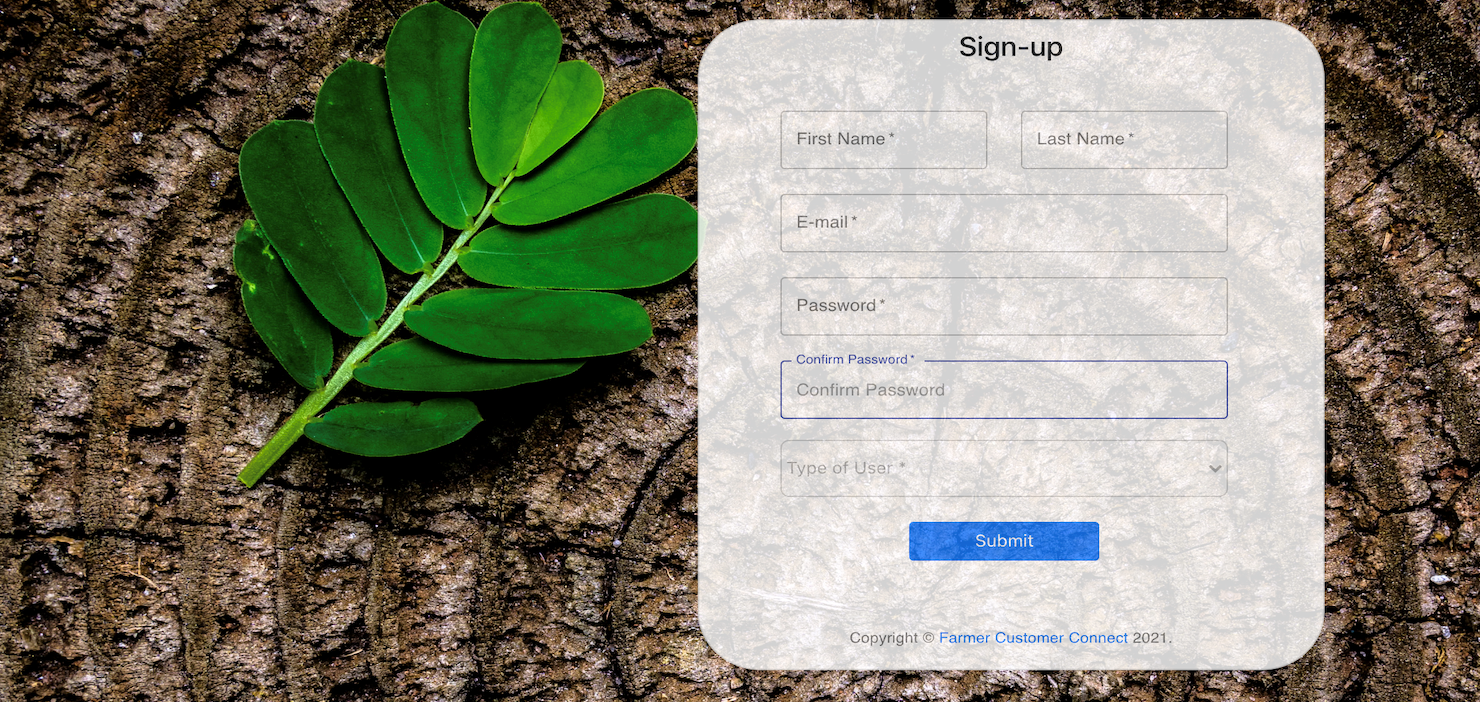 Sign-up
First Name *
Last Name *
E-mail *
Password *
Confirm Password *
Confirm Password
Type of User *
Submit
Copyright © Farmer Customer Connect 2021.